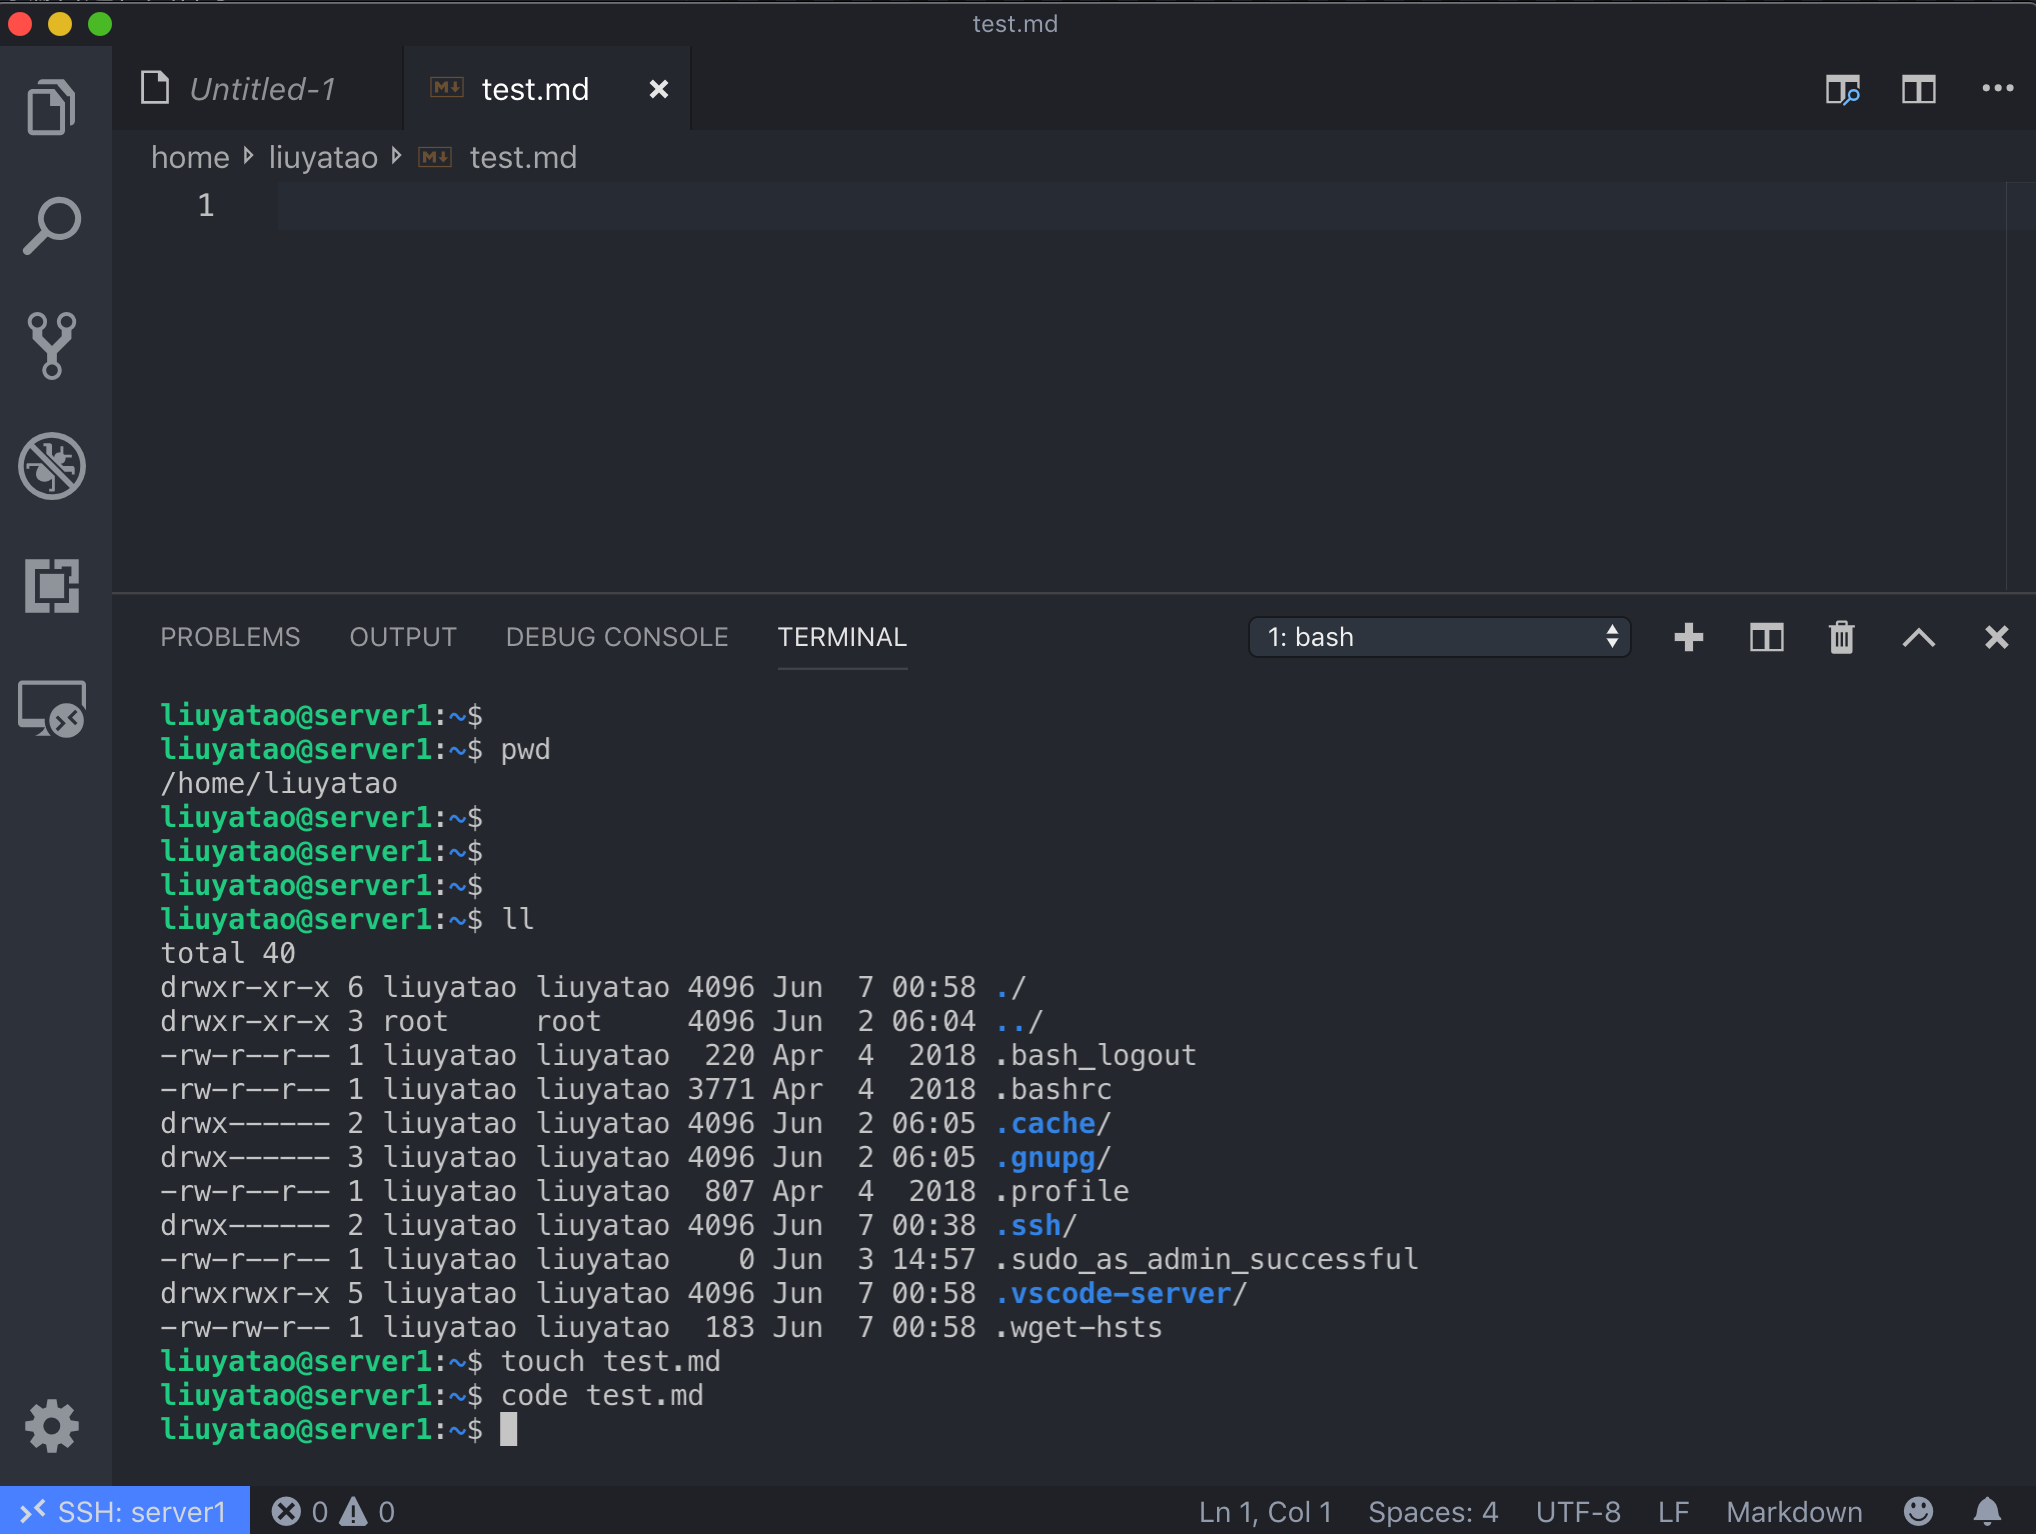 test.md
Untitled-1 test.md
home liuyatao test.md
1
PROBLEMS OUTPUT DEBUG CONSOLE TERMINAL 1: bash
liuyatao@server1:~$
liuyatao@server1:~$ pwd
/home/liuyatao
liuyatao@server1:~$
liuyatao@server1:~$
liuyatao@server1:~$
liuyatao@server1:~$ ll
total 40
drwxr-xr-x 6 liuyatao liuyatao 4096 Jun  7 00:58 ./
drwxr-xr-x 3 root     root     4096 Jun  2 06:04 ../
-rw-r--r-- 1 liuyatao liuyatao  220 Apr  4  2018 .bash_logout
-rw-r--r-- 1 liuyatao liuyatao 3771 Apr  4  2018 .bashrc
drwx------ 2 liuyatao liuyatao 4096 Jun  2 06:05 .cache/
drwx------ 3 liuyatao liuyatao 4096 Jun  2 06:05 .gnupg/
-rw-r--r-- 1 liuyatao liuyatao  807 Apr  4  2018 .profile
drwx------ 2 liuyatao liuyatao 4096 Jun  7 00:38 .ssh/
-rw-r--r-- 1 liuyatao liuyatao    0 Jun  3 14:57 .sudo_as_admin_successful
drwxrwxr-x 5 liuyatao liuyatao 4096 Jun  7 00:58 .vscode-server/
-rw-rw-r-- 1 liuyatao liuyatao  183 Jun  7 00:58 .wget-hsts
liuyatao@server1:~$ touch test.md
liuyatao@server1:~$ code test.md
liuyatao@server1:~$
SSH: server1 0 0 Ln 1, Col 1 Spaces: 4 UTF-8 LF Markdown